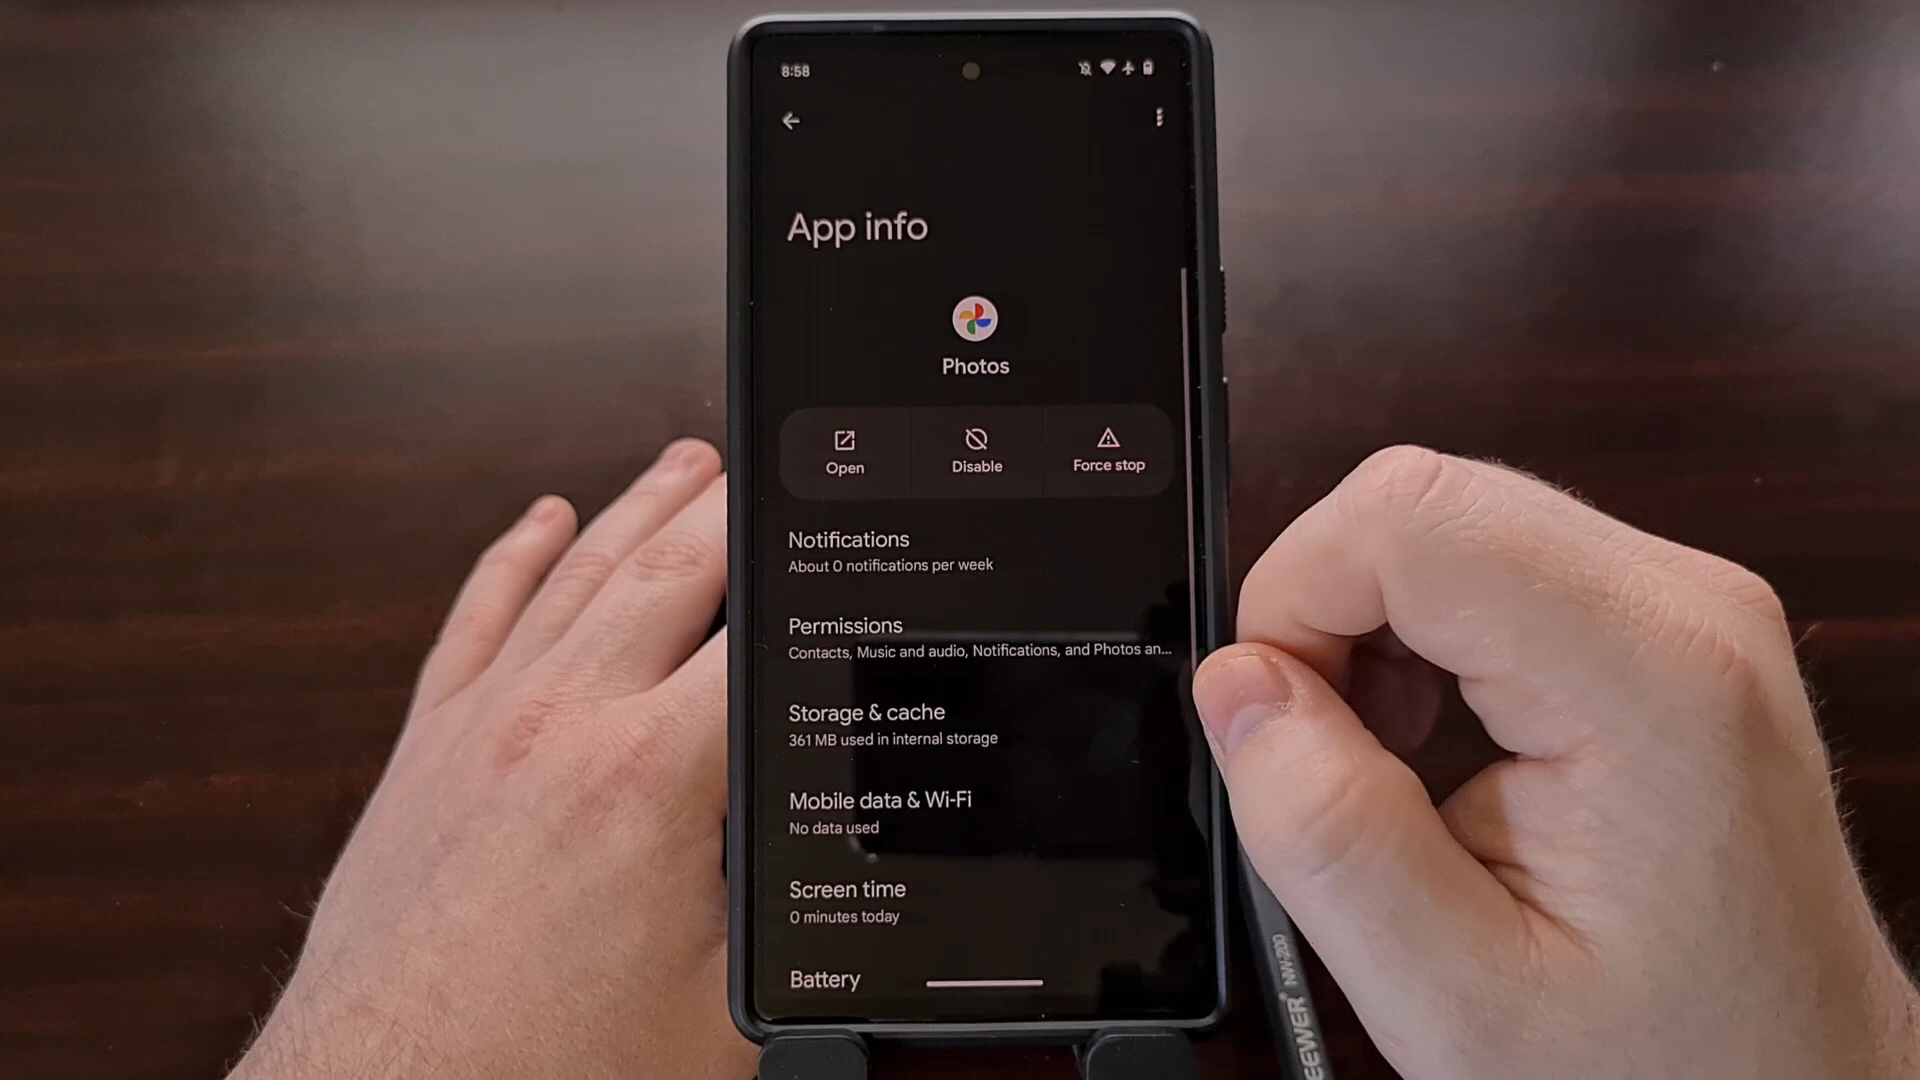 8:58
App info
Photos
Open
Disable
Force stop
Notifications
About 0 notifications per week
Permissions
Contacts, Music and audio, Notifications, and Photos an...
Storage & cache
361 MB used in internal storage
Mobile data & Wi-Fi
No data used
Screen time
0 minutes today
Battery
EEWER® NW-200